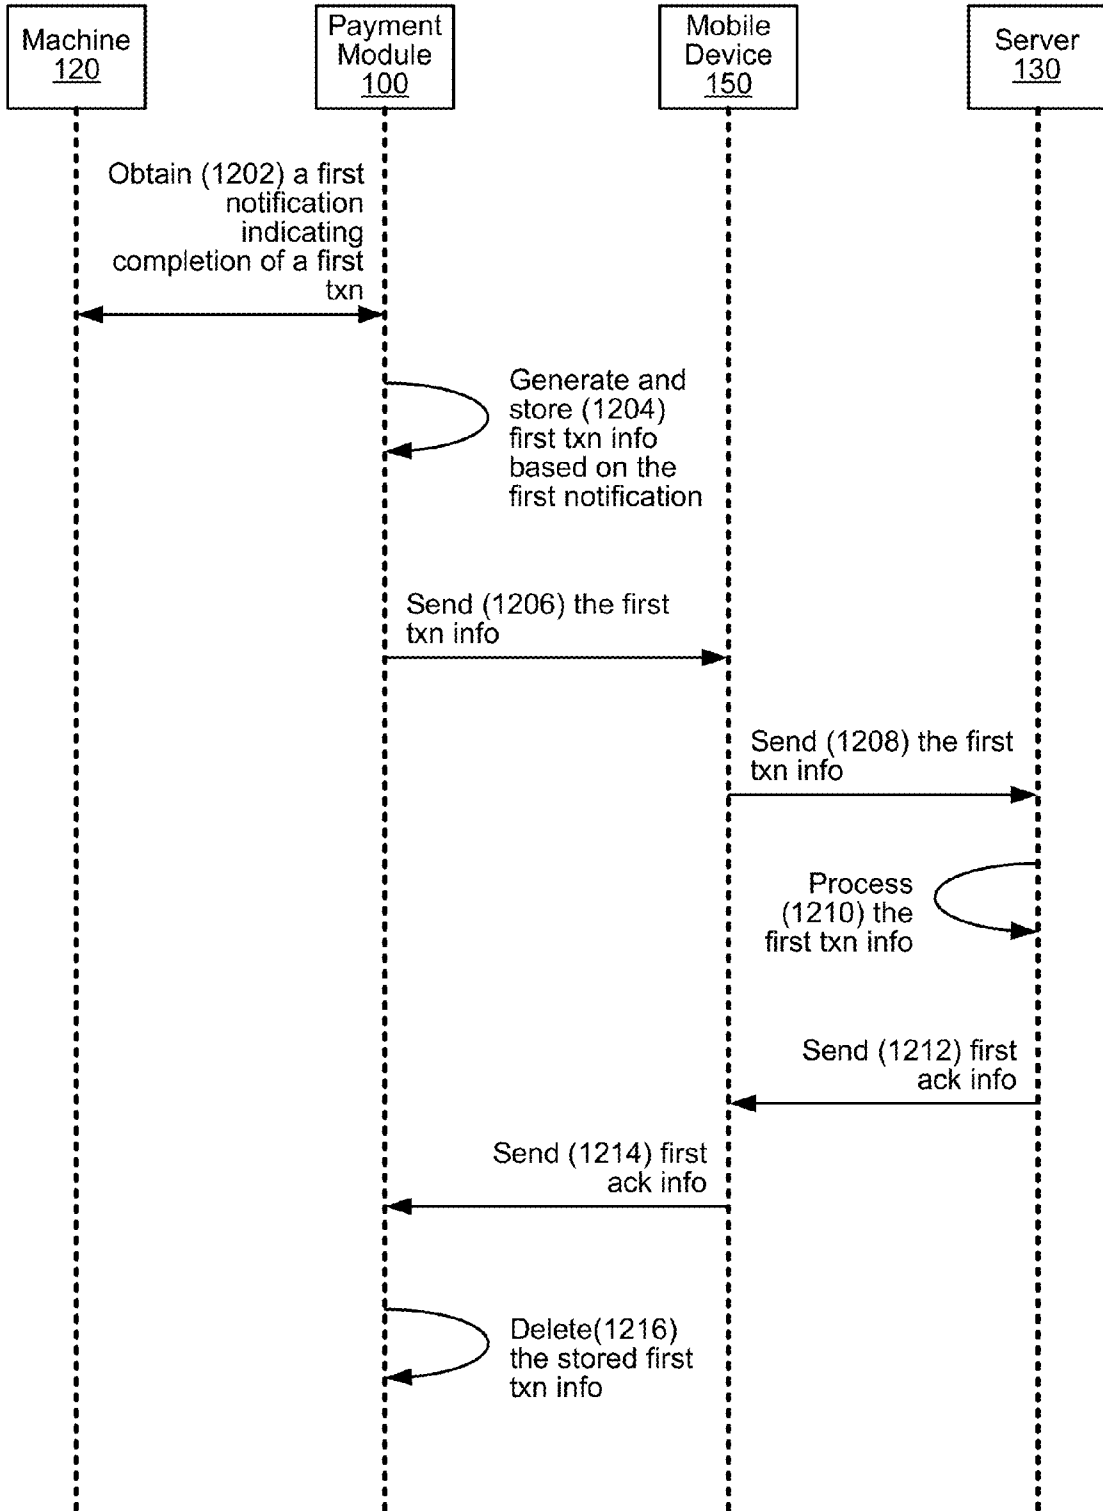 Machine
120
Payment
Module
100
Mobile
Device
150
Server
130
Obtain (1202) a first
notification
indicating
completion of a first
txn
Generate and
store (1204)
first txn info
based on the
first notification
Send (1206) the first
txn info
Send (1208) the first
txn info
Process
(1210) the
first txn info
Send (1212) first
ack info
Send (1214) first
ack info
Delete(1216)
the stored first
txn info